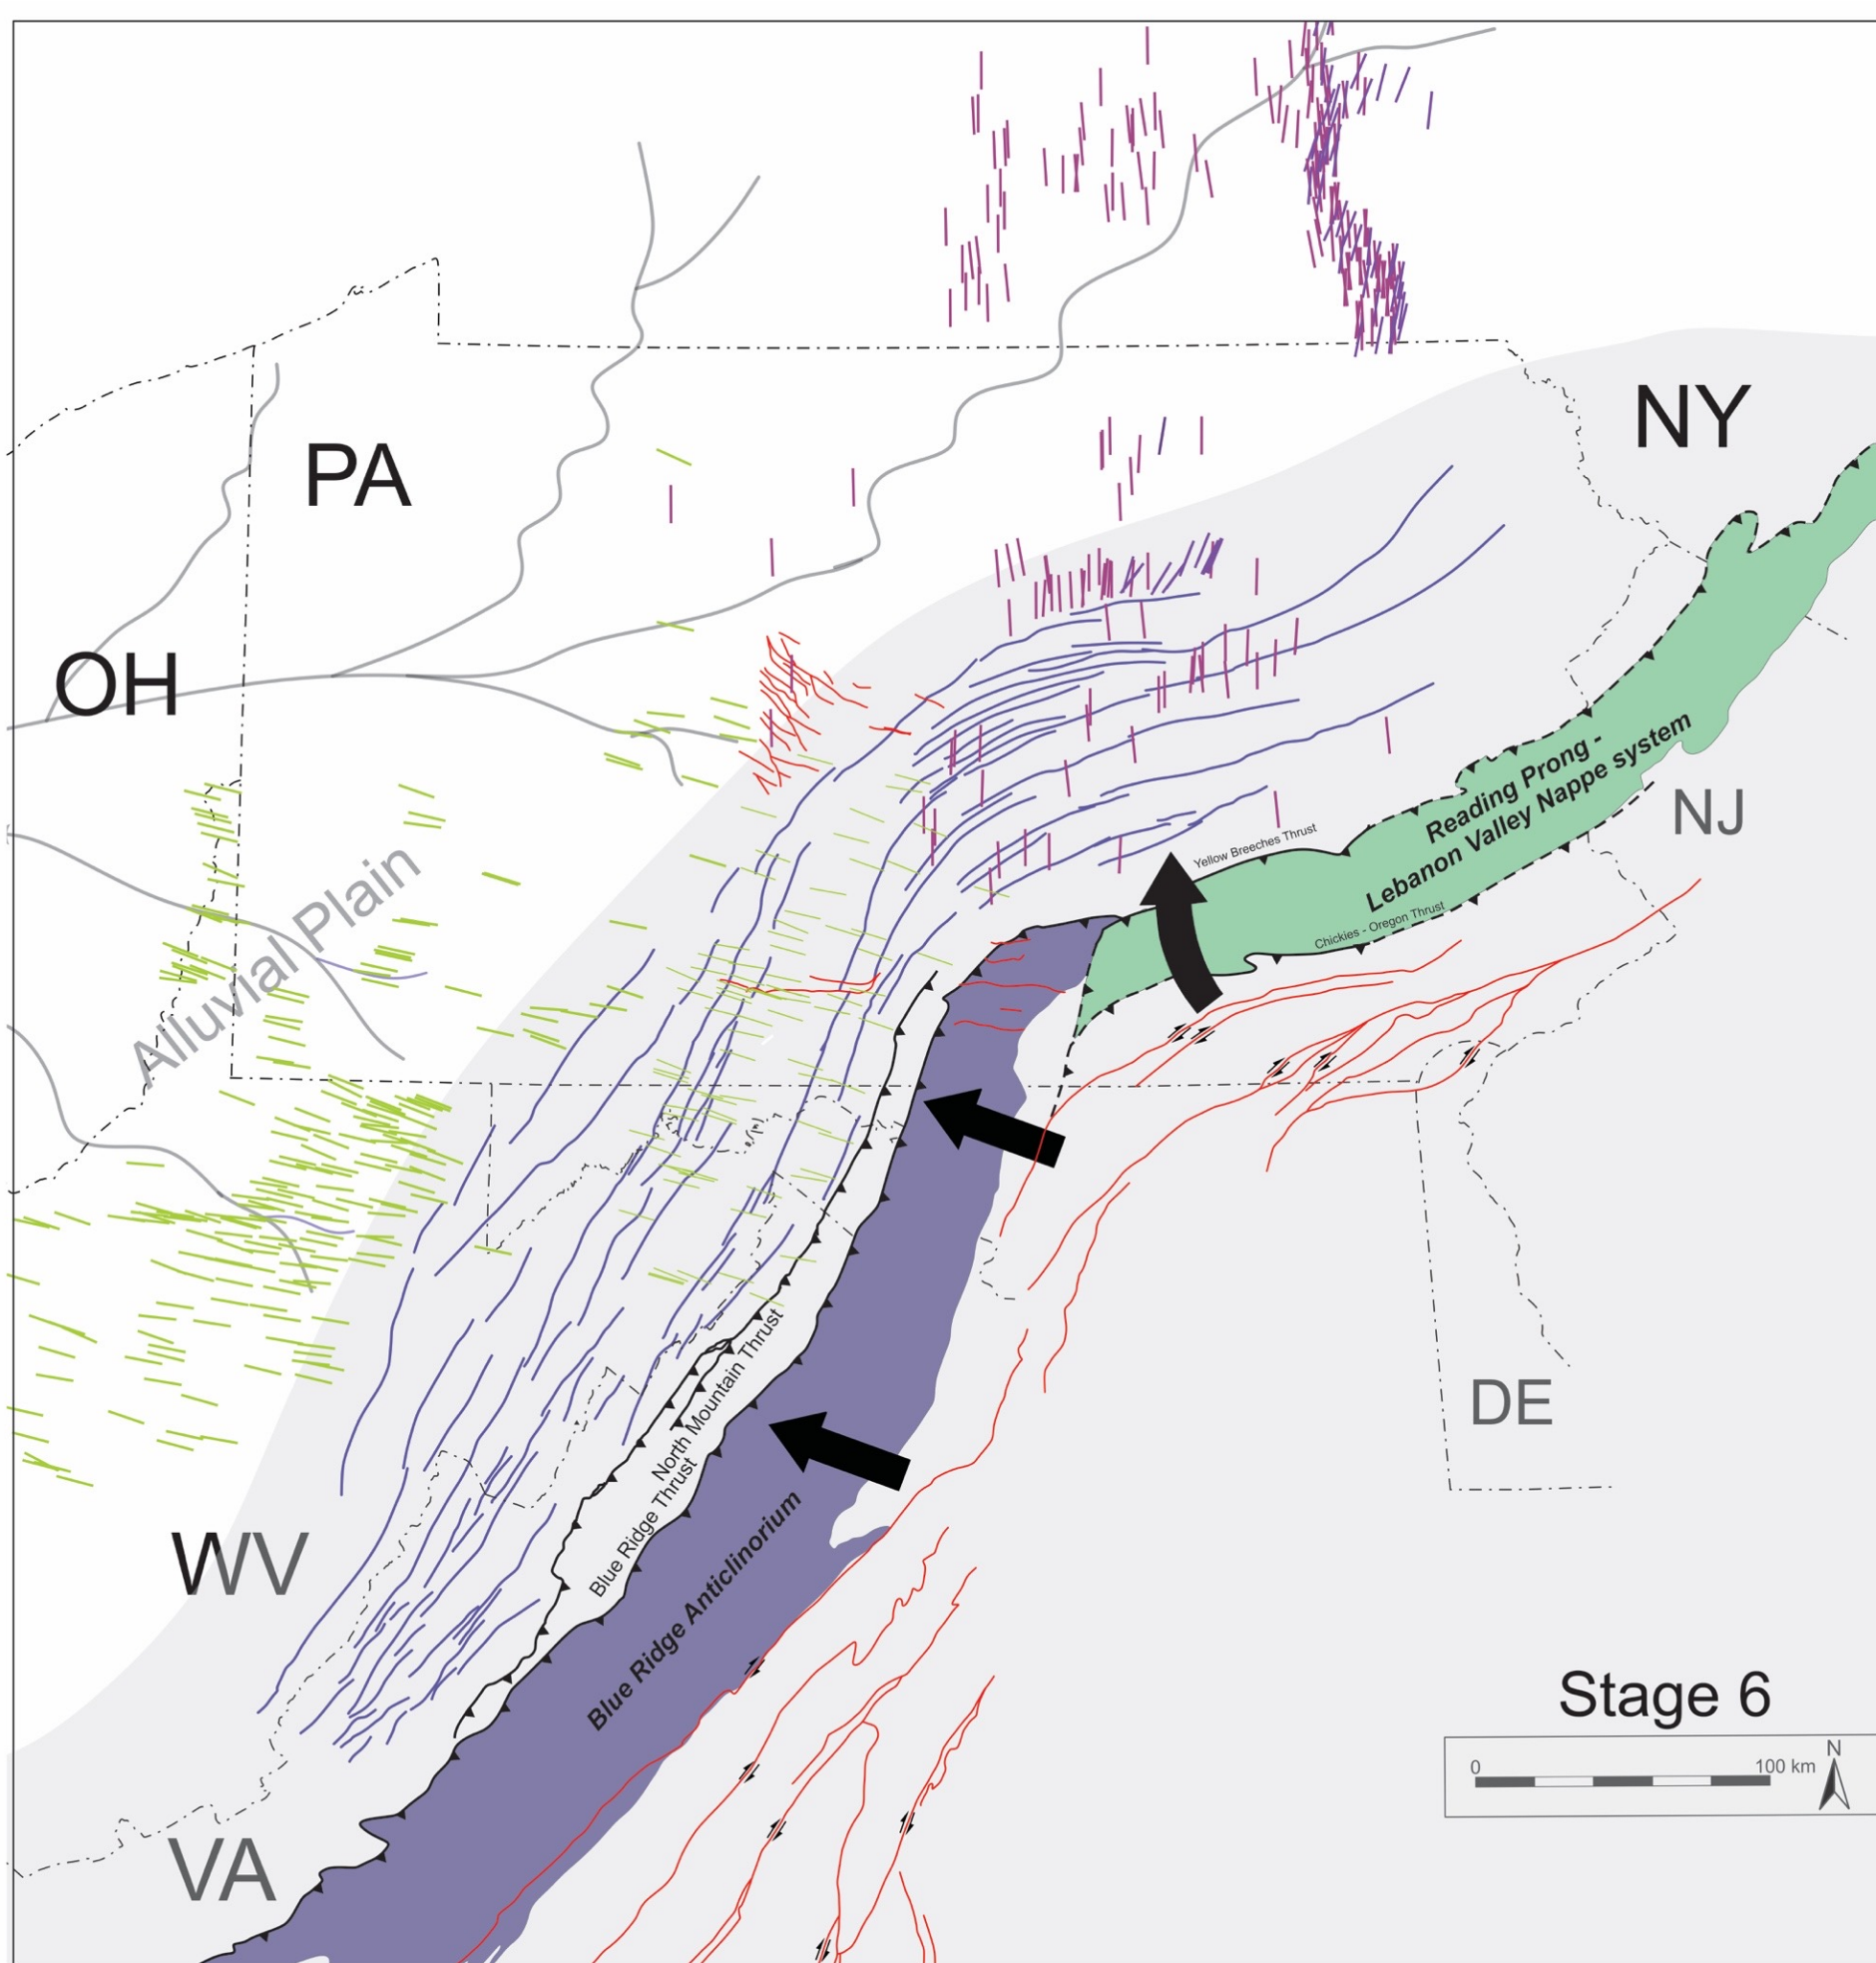 NY
PA
OH
Reading Prong -
Lebanon Valley Nappe system
NJ
Yellow Breeches Thrust
Chickies - Oregon Thrust
Alluvial Plain
North Mountain Thrust
Blue Ridge Thrust
DE
Blue Ridge Anticlinorium
WV
Stage 6
N
0 100 km
VA